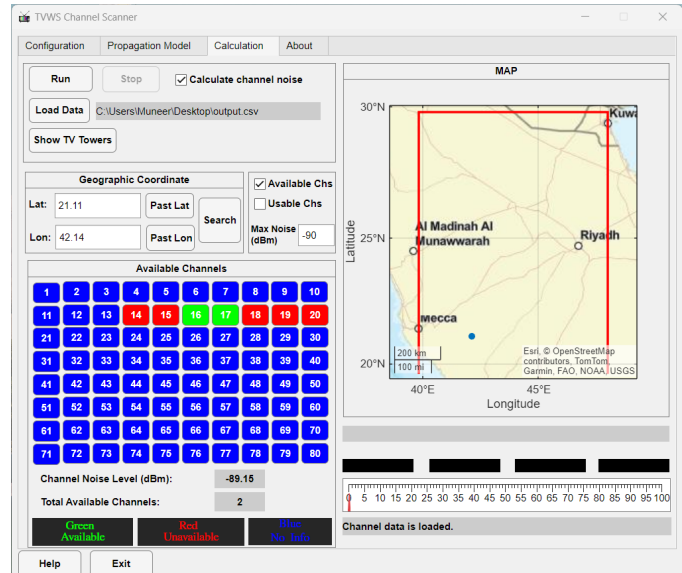 TVWS Channel Scanner
Configuration Propagation Model Calculation About
Run Stop Calculate channel noise
Load Data C:\Users\Muneer\Desktop\output.csv
Show TV Towers
Geographic Coordinate
Lat: 21.11 Past Lat
Search
Lon: 42.14 Past Lon
Available Chs
Usable Chs
Max Noise
(dBm) -90
Available Channels
1 2 3 4 5 6 7 8 9 10
11 12 13 14 15 16 17 18 19 20
21 22 23 24 25 26 27 28 29 30
31 32 33 34 35 36 37 38 39 40
41 42 43 44 45 46 47 48 49 50
51 52 53 54 55 56 57 58 59 60
61 62 63 64 65 66 67 68 69 70
71 72 73 74 75 76 77 78 79 80
Channel Noise Level (dBm): -89.15
Total Available Channels: 2
Green Red Blue
Available Unavailable No Info
Help Exit
MAP
30°N
Kuwa
Latitude
Al Madinah Al
Munawwarah
25°N
Riyadh
Mecca
200 km
100 mi
Esri, © OpenStreetMap
contributors, TomTom,
Garmin, FAO, NOAA, USGS
20°N
40°E 45°E
Longitude
0 5 10 15 20 25 30 35 40 45 50 55 60 65 70 75 80 85 90 95 100
Channel data is loaded.